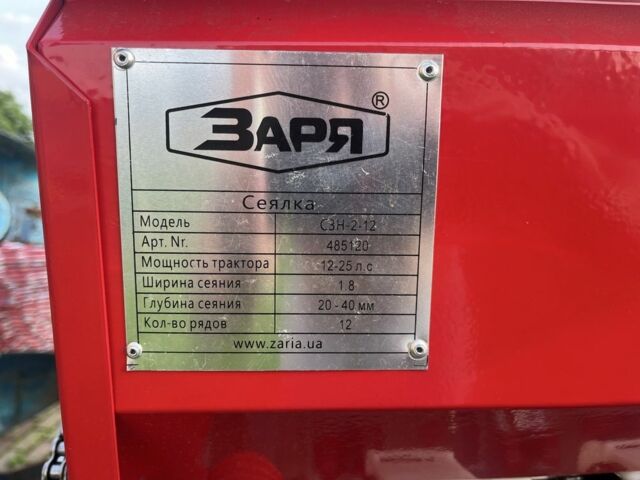 ЗАРЯ ®
Сеялка
Модель СЗН-2-12
Арт. Nr. 485120
Мощность трактора 12-25 л.с
Ширина сеяния 1.8
Глубина сеяния 20 - 40 мм
Кол-во рядов 12
www.zaria.ua